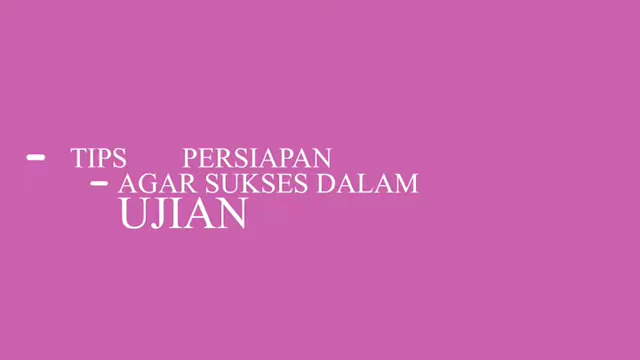 - TIPS PERSIAPAN
- AGAR SUKSES DALAM
UJIAN